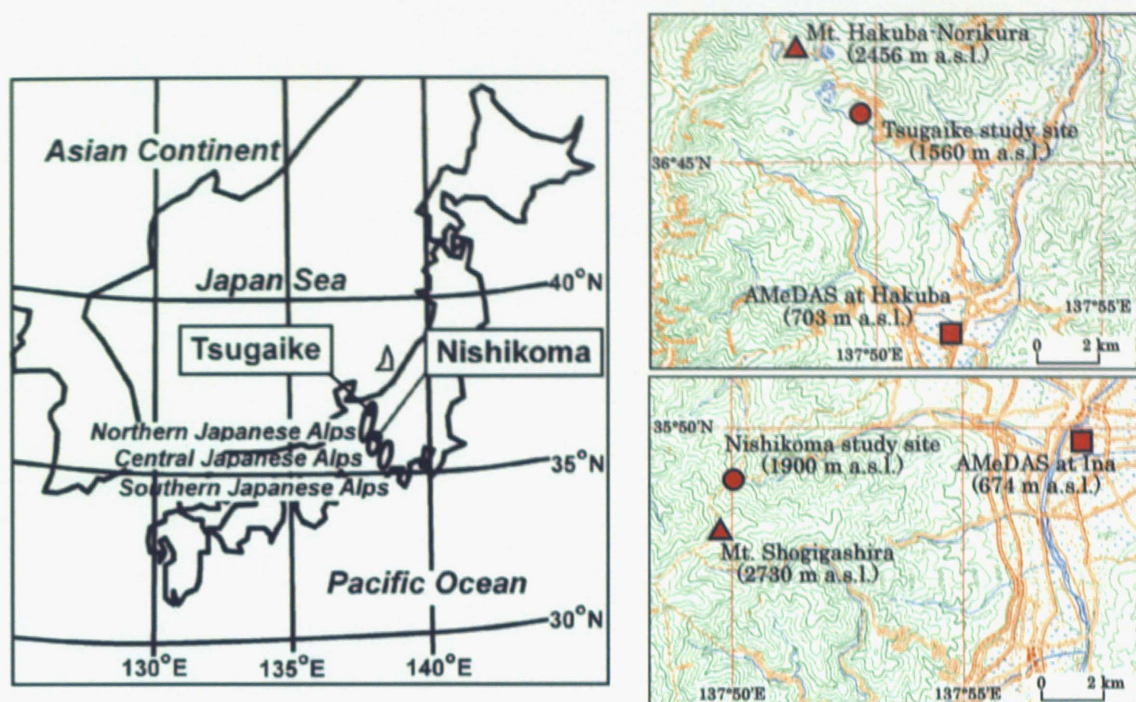 Asian Continent
Japan Sea
40°N
Tsugaike
Nishikoma
Northern Japanese Alps
Central Japanese Alps
35°N
Southern Japanese Alps
Pacific Ocean
30°N
130°E
135°E
140°E
Mt. Hakuba-Norikura
(2456 m a.s.l.)
Tsugaike study site
(1560 m a.s.l.)
36°45'N
AMeDAS at Hakuba
(703 m a.s.l.)
137°55'E
137°50'E
0
2 km
35°50'N
Nishikoma study site
(1900 m a.s.l.)
AMeDAS at Ina
(674 m a.s.l.)
Mt. Shogigashira
(2730 m a.s.l.)
137°50'E
137°55'E
0
2 km